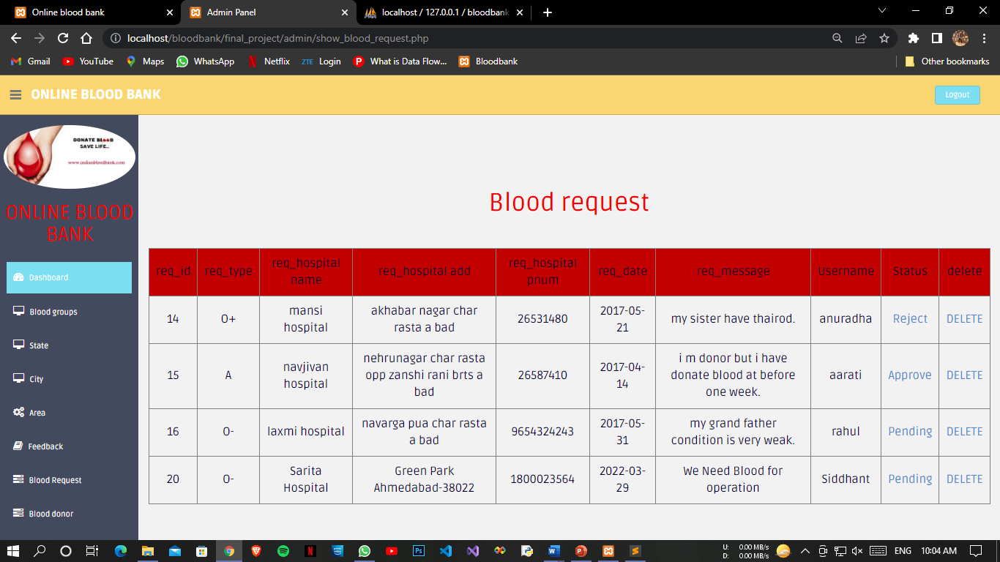 Online blood bank
Admin Panel
localhost / 127.0.0.1 / bloodbank
localhost/bloodbank/final_project/admin/show_blood_request.php
Gmail
YouTube
Maps
WhatsApp
Netflix
ZTE Login
What is Data Flow...
Bloodbank
Other bookmarks
ONLINE BLOOD BANK
Logout
DONATE BLOOD
SAVE LIFE..
www.indianbloodbank.com
ONLINE BLOOD
BANK
Dashboard
Blood groups
State
City
Area
Feedback
Blood Request
Blood donor
Blood request
req_id
req_type
req_hospital
name
req_hospital add
req_hospital
pnum
req_date
req_message
Username
Status
delete
14
O+
mansi
hospital
akhabar nagar char
rasta a bad
26531480
2017-05-
21
my sister have thairod.
anuradha
Reject
DELETE
15
A
navjivan
hospital
nehrunagar char rasta
opp zanshi rani brts a
bad
26587410
2017-04-
14
i m donor but i have
donate blood at before
one week.
aarati
Approve
DELETE
16
O-
laxmi hospital
navarga pua char rasta
a bad
9654324243
2017-05-
31
my grand father
condition is very weak.
rahul
Pending
DELETE
20
O-
Sarita
Hospital
Green Park
Ahmedabad-38022
1800023564
2022-03-
29
We Need Blood for
operation
Siddhant
Pending
DELETE
U: 0.00 MB/s
D: 0.00 MB/s
ENG
10:04 AM